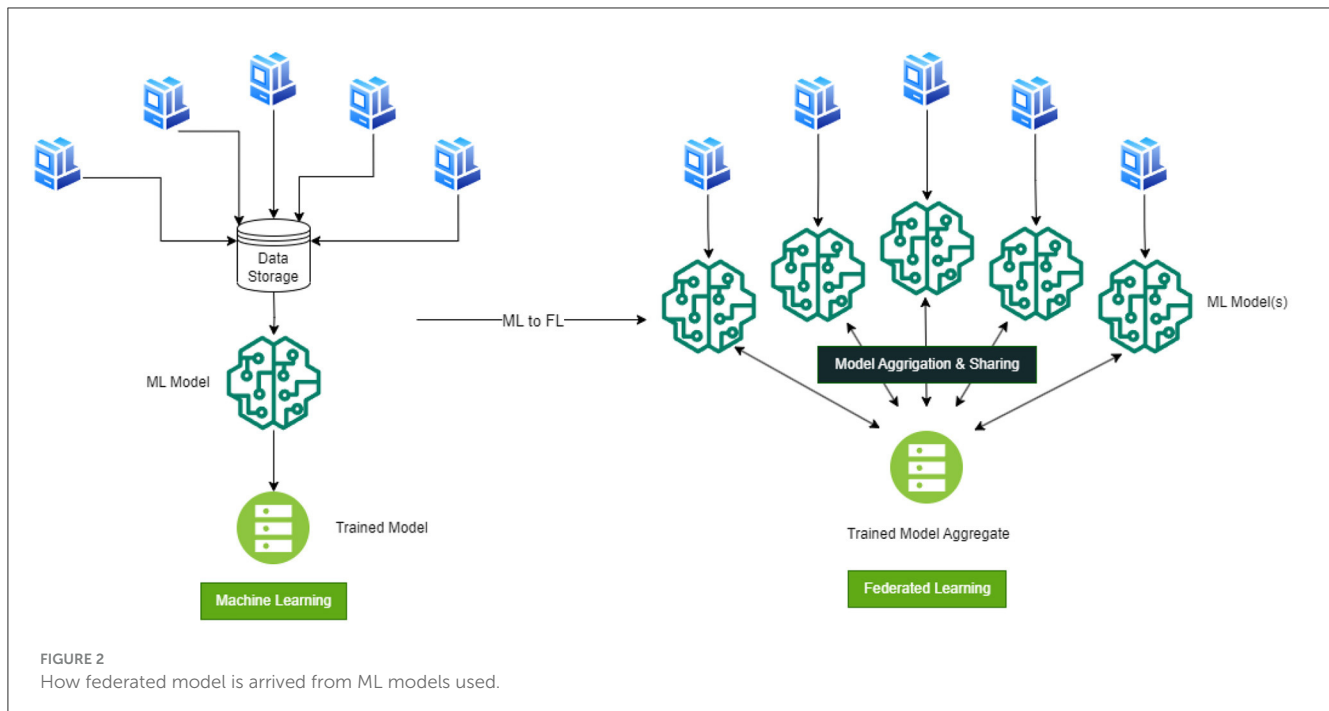 Data
Storage
ML to FL
ML Model(s)
Model Aggrigation & Sharing
ML Model
Trained Model
Trained Model Aggregate
Machine Learning
Federated Learning
FIGURE 2
How federated model is arrived from ML models used.